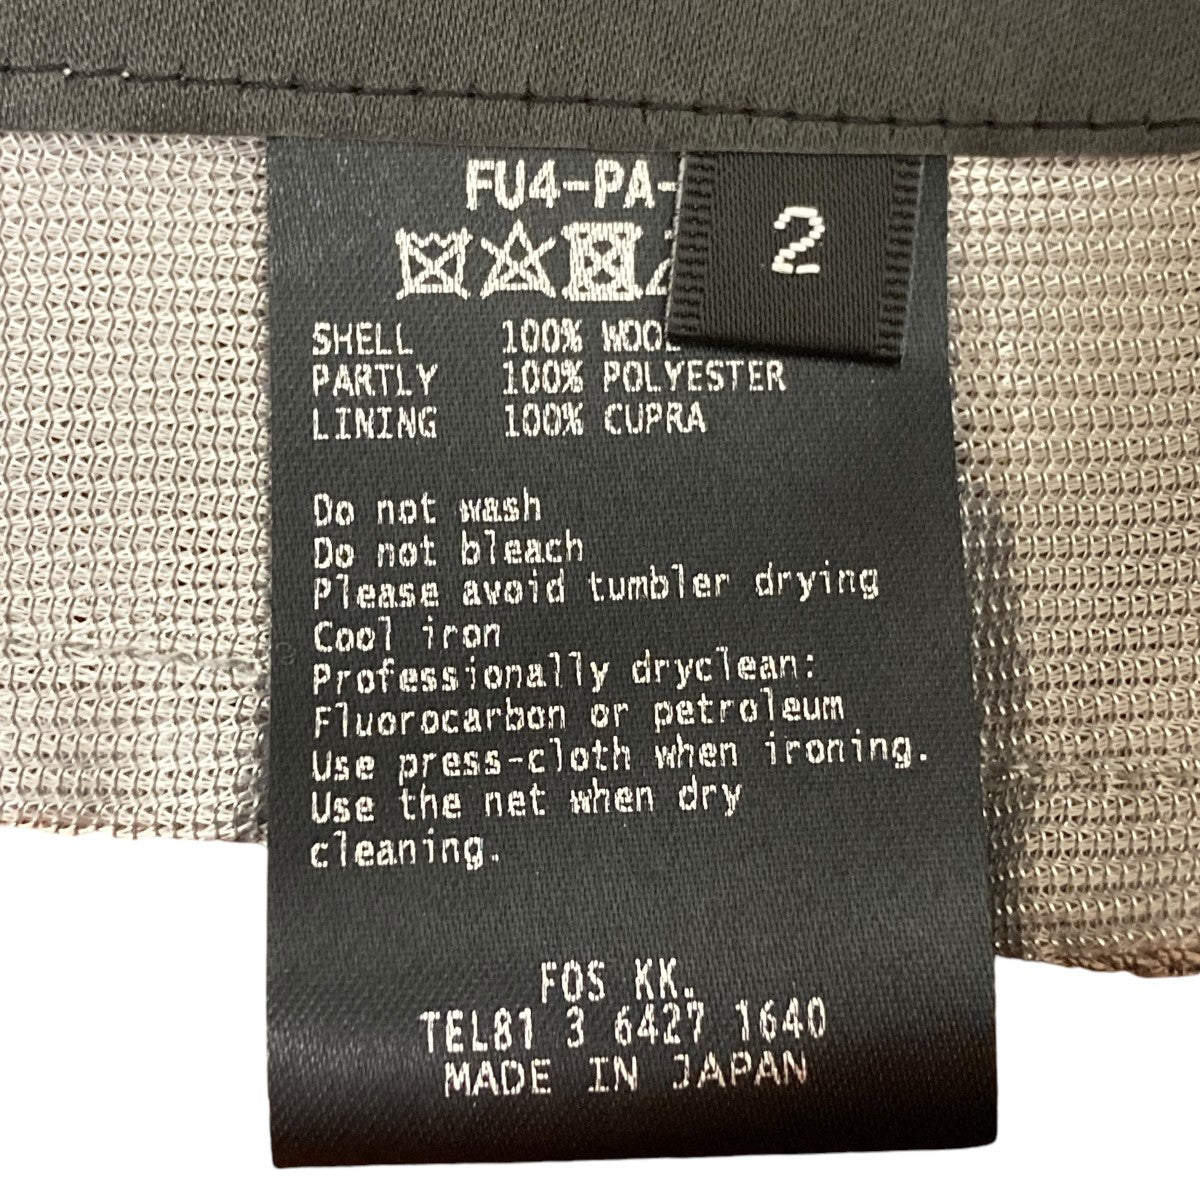 FU4-PA-
2
SHELL 100% WOOL
PARTLY 100% POLYESTER
LINING 100% CUPRA
Do not wash
Do not bleach
Please avoid tumbler drying
Cool iron
Professionally dryclean:
Fluorocarbon or petroleum
Use press-cloth when ironing.
Use the net when dry
cleaning.
FOS KK.
TEL81 3 6427 1640
MADE IN JAPAN